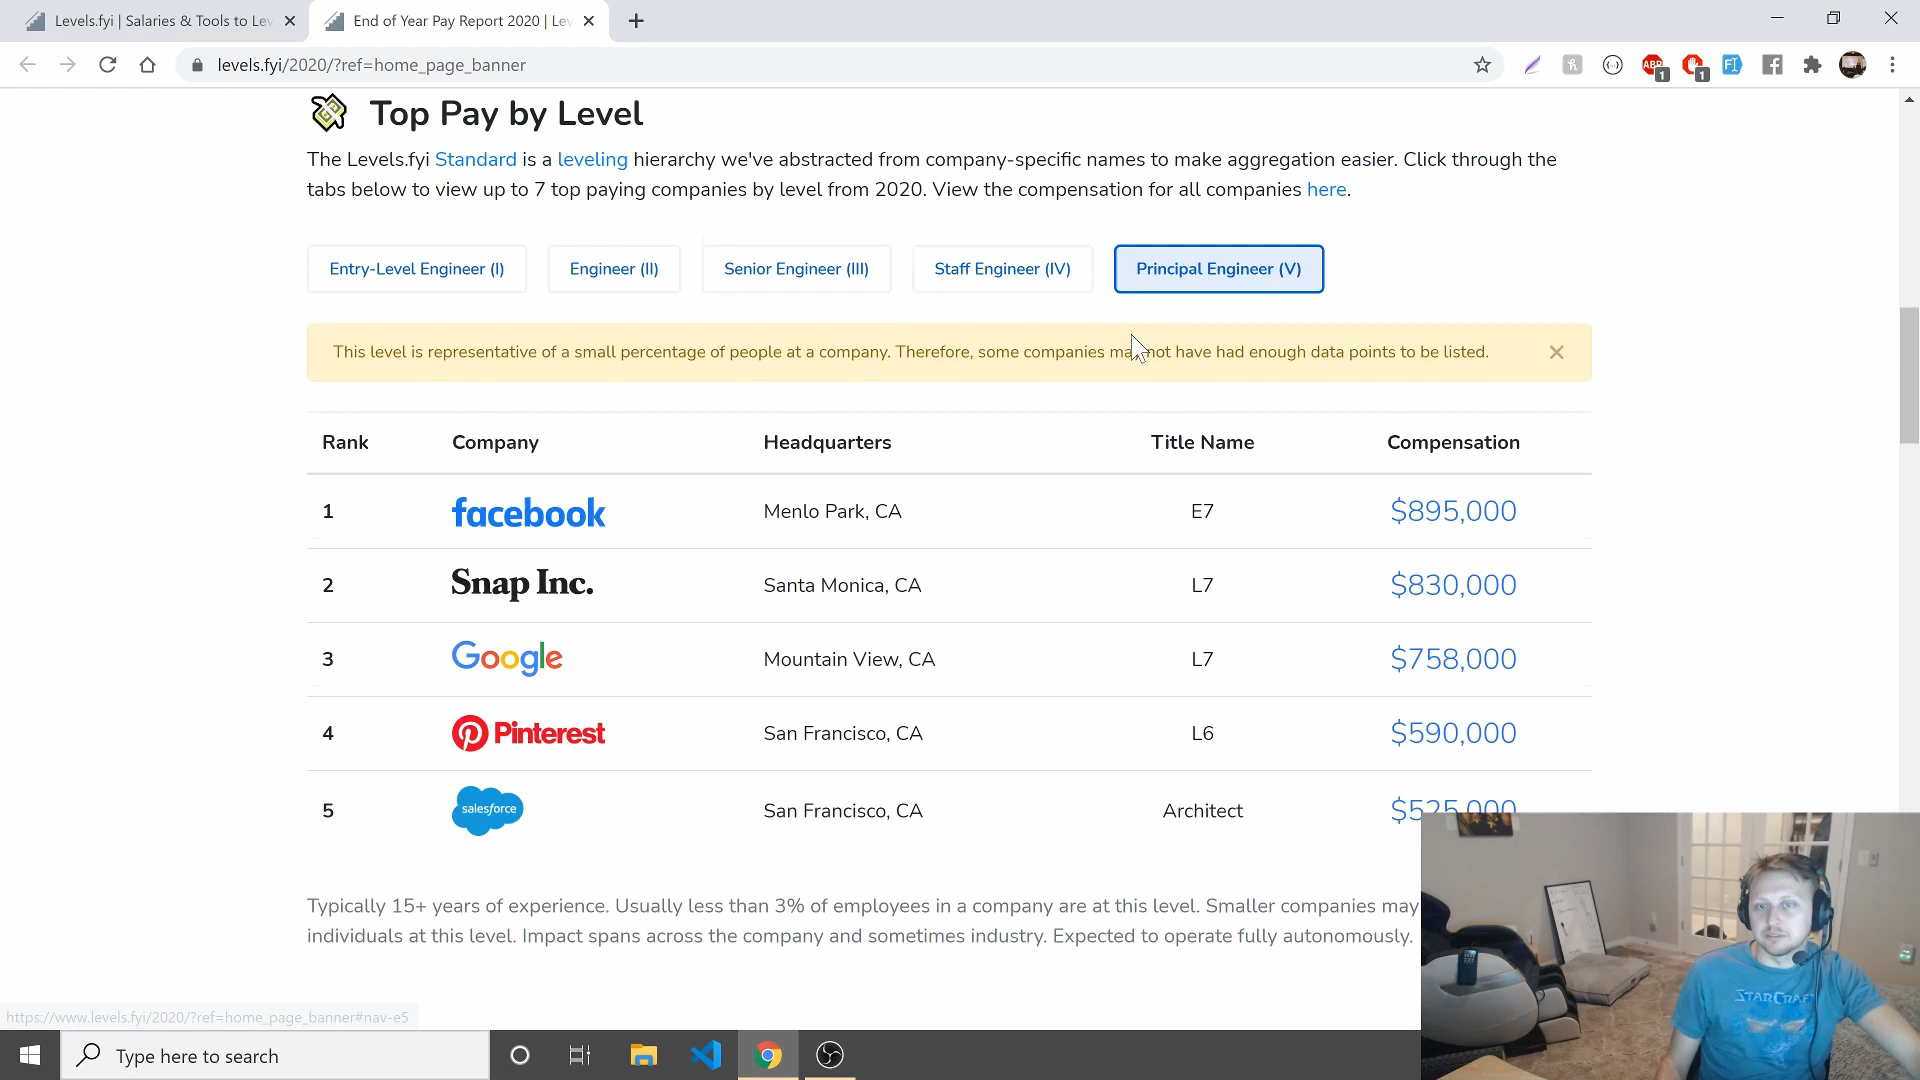 Levels.fyi | Salaries & Tools to Lev
End of Year Pay Report 2020 | Lev
levels.fyi/2020/?ref=home_page_banner
ABP 1 1 FI
Top Pay by Level
The Levels.fyi Standard is a leveling hierarchy we've abstracted from company-specific names to make aggregation easier. Click through the
tabs below to view up to 7 top paying companies by level from 2020. View the compensation for all companies here.
Entry-Level Engineer (I) Engineer (II) Senior Engineer (III) Staff Engineer (IV) Principal Engineer (V)
This level is representative of a small percentage of people at a company. Therefore, some companies may not have had enough data points to be listed.
Rank Company Headquarters Title Name Compensation
1 facebook Menlo Park, CA E7 $895,000
2 Snap Inc. Santa Monica, CA L7 $830,000
3 Google Mountain View, CA L7 $758,000
4 Pinterest San Francisco, CA L6 $590,000
5 salesforce San Francisco, CA Architect $525,000
Typically 15+ years of experience. Usually less than 3% of employees in a company are at this level. Smaller companies may
individuals at this level. Impact spans across the company and sometimes industry. Expected to operate fully autonomously.
STARCRAF
https://www.levels.fyi/2020/?ref=home_page_banner#nav-e5
Type here to search